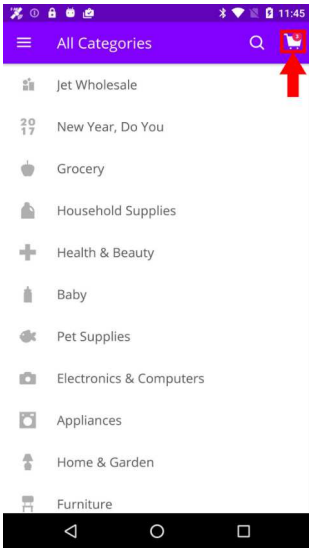 11:45
All Categories
3
Jet Wholesale
20
17
New Year, Do You
Grocery
Household Supplies
Health & Beauty
Baby
Pet Supplies
Electronics & Computers
Appliances
Home & Garden
Furniture